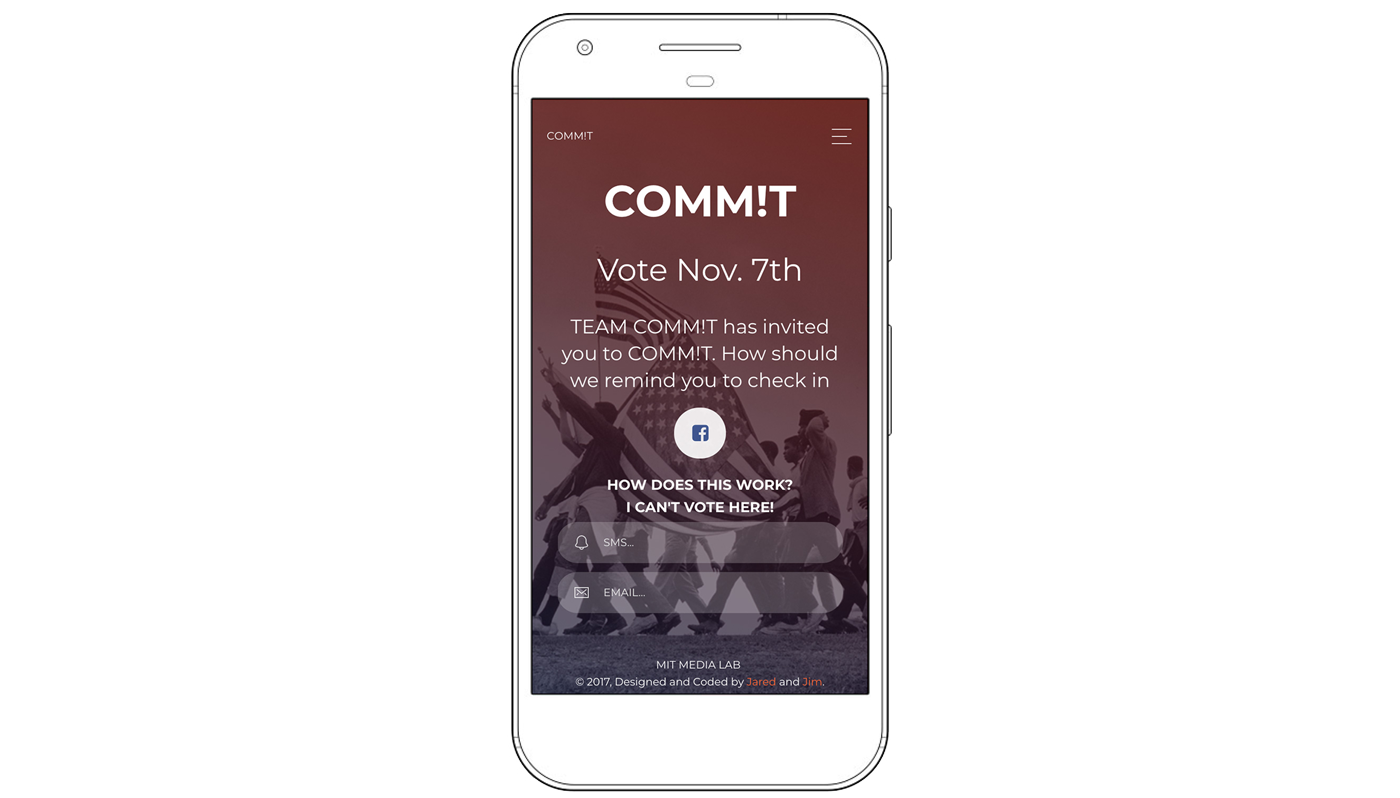 COMM!T
COMM!T
Vote Nov. 7th
TEAM COMM!T has invited
you to COMM!T. How should
we remind you to check in
HOW DOES THIS WORK?
I CAN'T VOTE HERE!
SMS...
EMAIL...
MIT MEDIA LAB
© 2017, Designed and Coded by Jared and Jim.